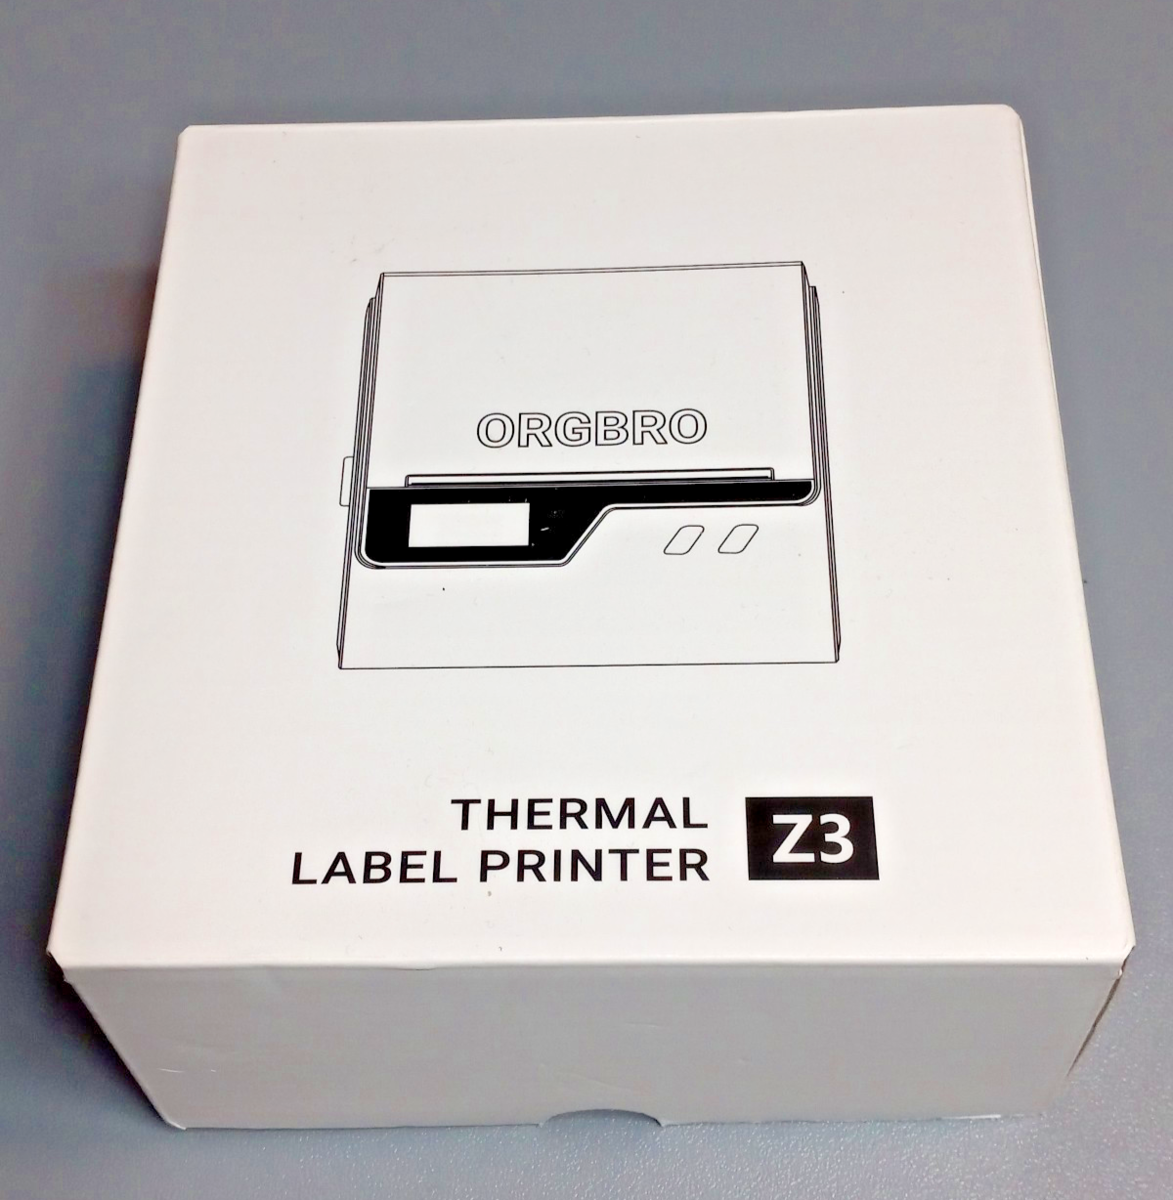 ORGBRO
THERMAL
LABEL PRINTER
Z3